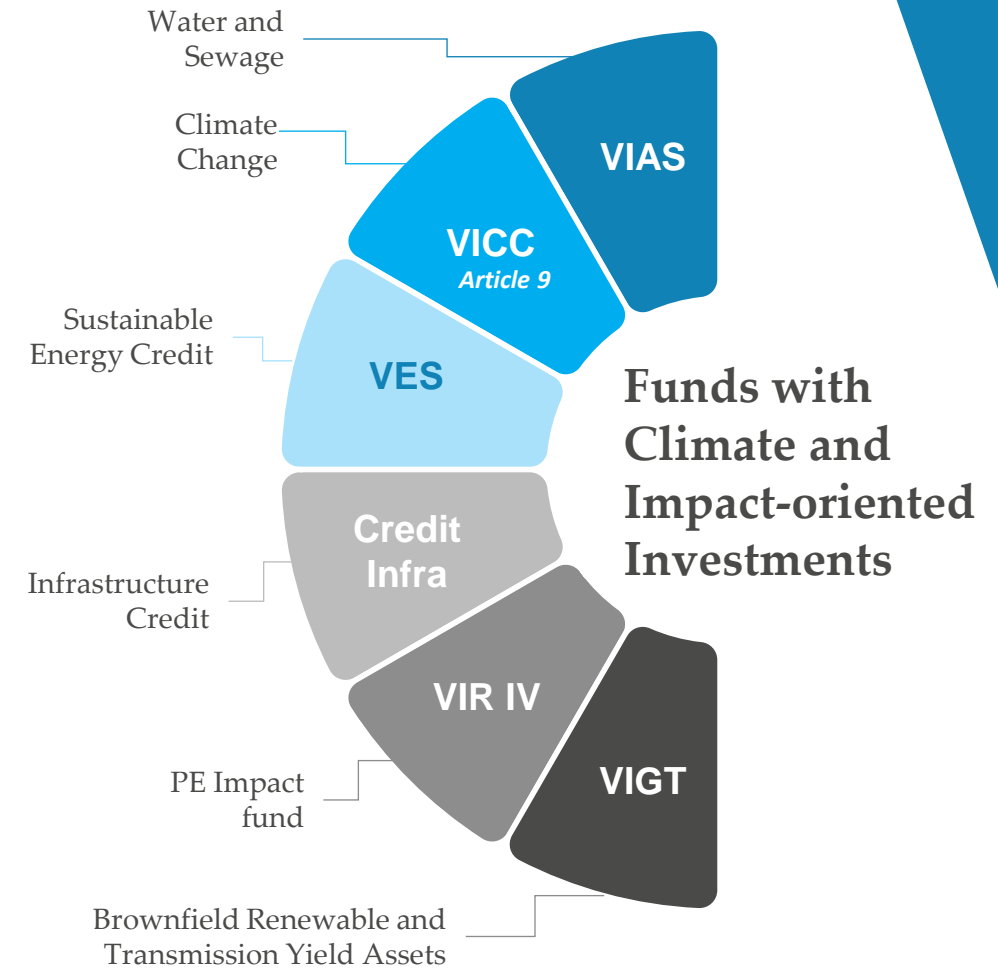 Water and
Sewage
VIAS
Climate
Change
VICC
Article 9
Sustainable
Energy Credit
VES
Funds with
Climate and
Impact-oriented
Investments
Credit
Infra
Infrastructure
Credit
VIR IV
PE Impact
fund
VIGT
Brownfield Renewable and
Transmission Yield Assets